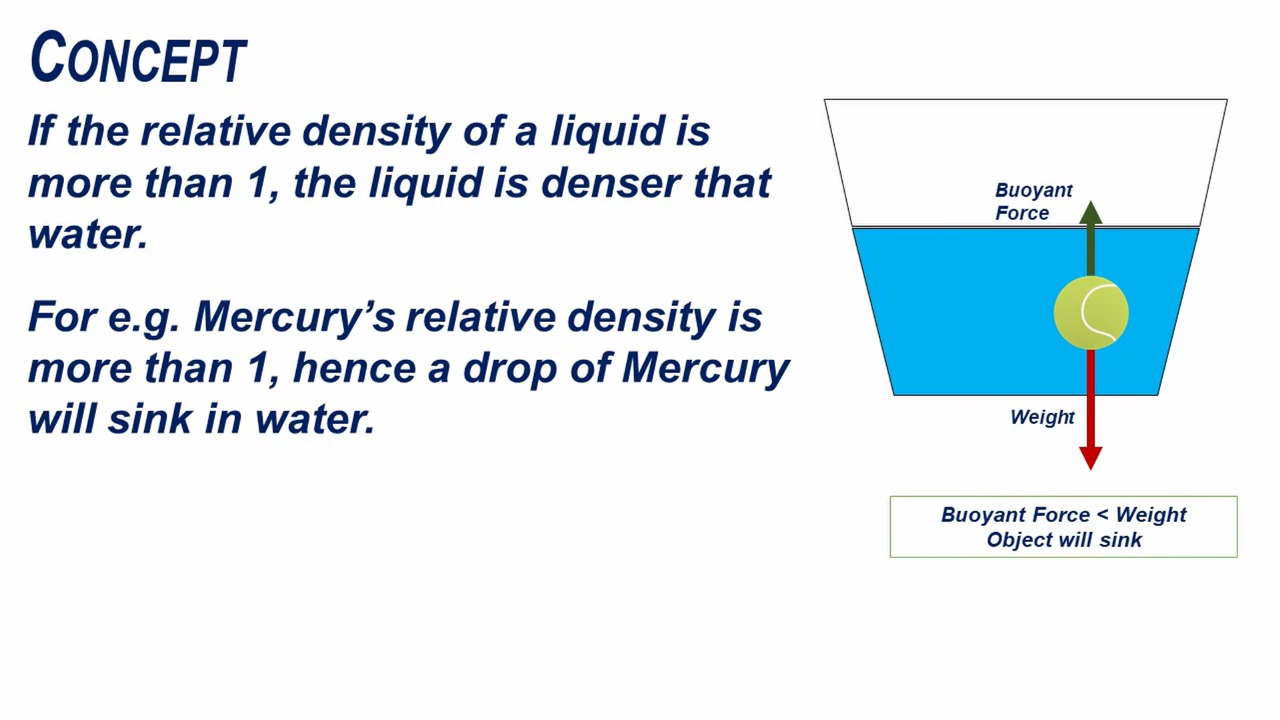 CONCEPT
If the relative density of a liquid is
more than 1, the liquid is denser that
water.
For e.g. Mercury’s relative density is
more than 1, hence a drop of Mercury
will sink in water.
Buoyant
Force
Weight
Buoyant Force < Weight
Object will sink